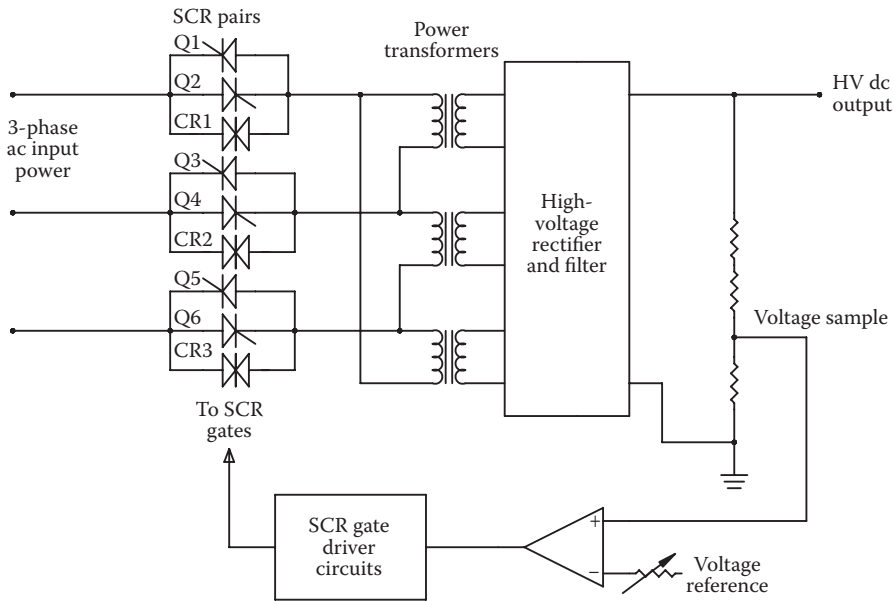 SCR pairs
Q1
Q2
CR1
Q3
Q4
CR2
Q5
Q6
CR3
3-phase
ac input
power
To SCR
gates
Power
transformers
High-
voltage
rectifier
and filter
HV dc
output
Voltage sample
SCR gate
driver
circuits
+
−
Voltage
reference